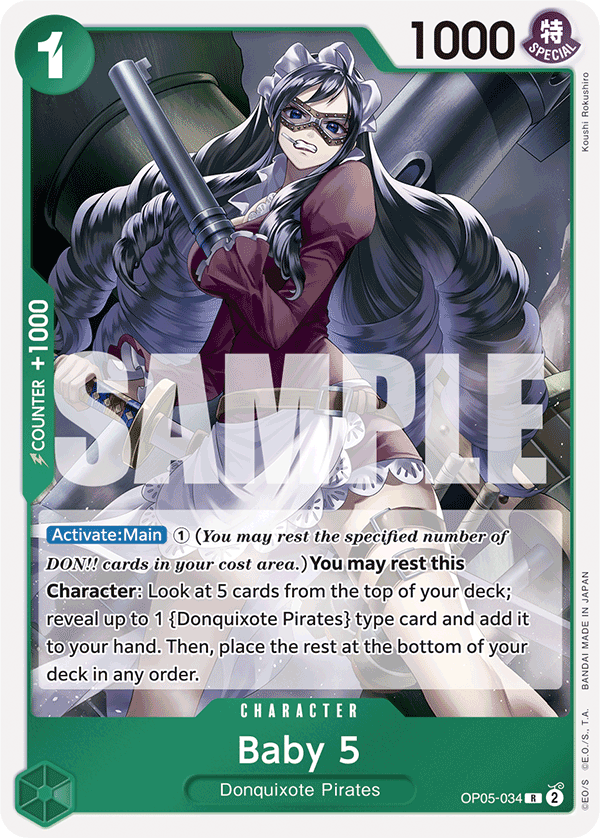 1
1000
特
SPECIAL
Koushi Rokushiro
COUNTER +1000
SAMPLE
Activate:Main ① (You may rest the specified number of
DON!! cards in your cost area.)You may rest this
Character: Look at 5 cards from the top of your deck;
reveal up to 1 {Donquixote Pirates} type card and add it
to your hand. Then, place the rest at the bottom of your
deck in any order.
CHARACTER
Baby 5
Donquixote Pirates
OP05-034 R 2
©EO/S ©E.O./S., T.A. BANDAI MADE IN JAPAN